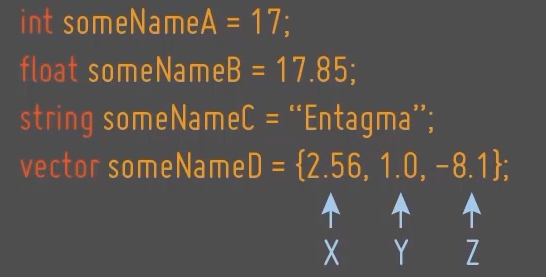 int someNameA = 17;
float someNameB = 17.85;
string someNameC = “Entagma”;
vector someNameD = {2.56, 1.0, -8.1};
X Y Z